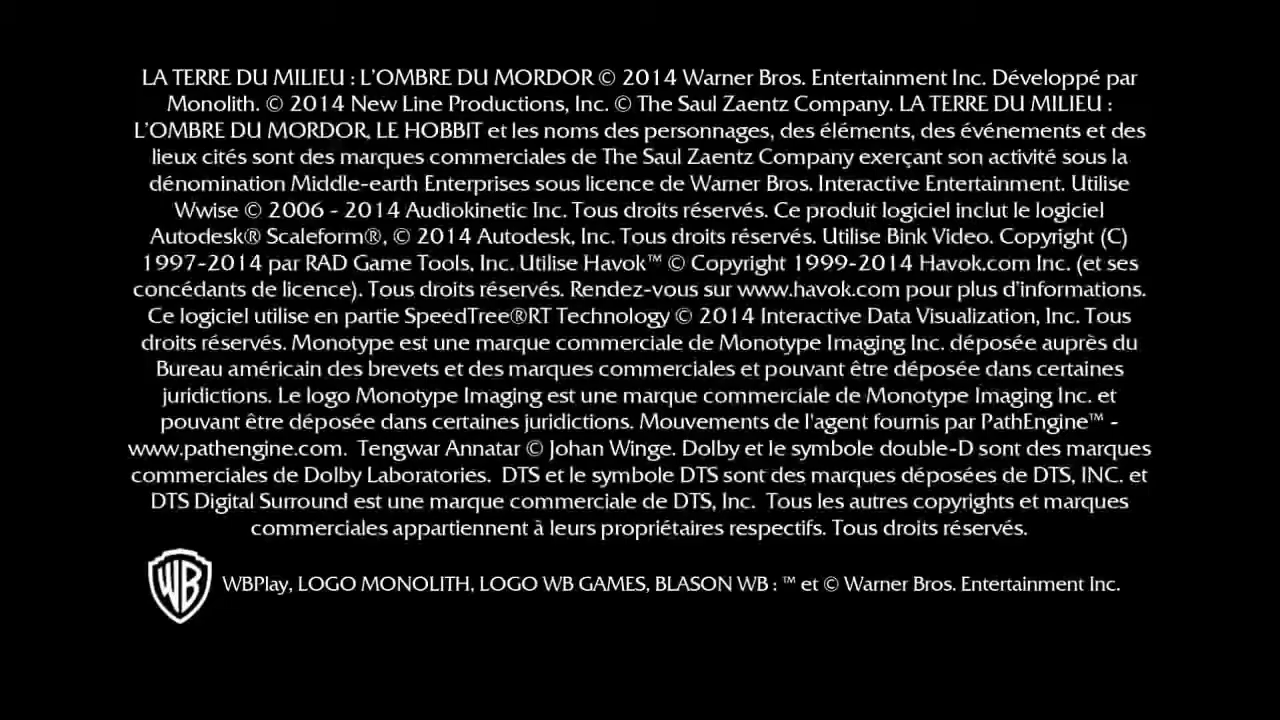 LA TERRE DU MILIEU : L'OMBRE DU MORDOR © 2014 Warner Bros. Entertainment Inc. Développé par
Monolith. © 2014 New Line Productions, Inc. © The Saul Zaentz Company. LA TERRE DU MILIEU :
L'OMBRE DU MORDOR, LE HOBBIT et les noms des personnages, des éléments, des événements et des
lieux cités sont des marques commerciales de The Saul Zaentz Company exerçant son activité sous la
dénomination Middle-earth Enterprises sous licence de Warner Bros. Interactive Entertainment. Utilise
Wwise © 2006 - 2014 Audiokinetic Inc. Tous droits réservés. Ce produit logiciel inclut le logiciel
Autodesk® Scaleform®, © 2014 Autodesk, Inc. Tous droits réservés. Utilise Bink Video. Copyright (C)
1997-2014 par RAD Game Tools, Inc. Utilise Havok™ © Copyright 1999-2014 Havok.com Inc. (et ses
concédants de licence). Tous droits réservés. Rendez-vous sur www.havok.com pour plus d'informations.
Ce logiciel utilise en partie SpeedTree®RT Technology © 2014 Interactive Data Visualization, Inc. Tous
droits réservés. Monotype est une marque commerciale de Monotype Imaging Inc. déposée auprès du
Bureau américain des brevets et des marques commerciales et pouvant être déposée dans certaines
juridictions. Le logo Monotype Imaging est une marque commerciale de Monotype Imaging Inc. et
pouvant être déposée dans certaines juridictions. Mouvements de l'agent fournis par PathEngine™ -
www.pathengine.com. Tengwar Annatar © Johan Winge. Dolby et le symbole double-D sont des marques
commerciales de Dolby Laboratories. DTS et le symbole DTS sont des marques déposées de DTS, INC. et
DTS Digital Surround est une marque commerciale de DTS, Inc. Tous les autres copyrights et marques
commerciales appartiennent à leurs propriétaires respectifs. Tous droits réservés.
WB WBPlay, LOGO MONOLITH, LOGO WB GAMES, BLASON WB : ™ et © Warner Bros. Entertainment Inc.